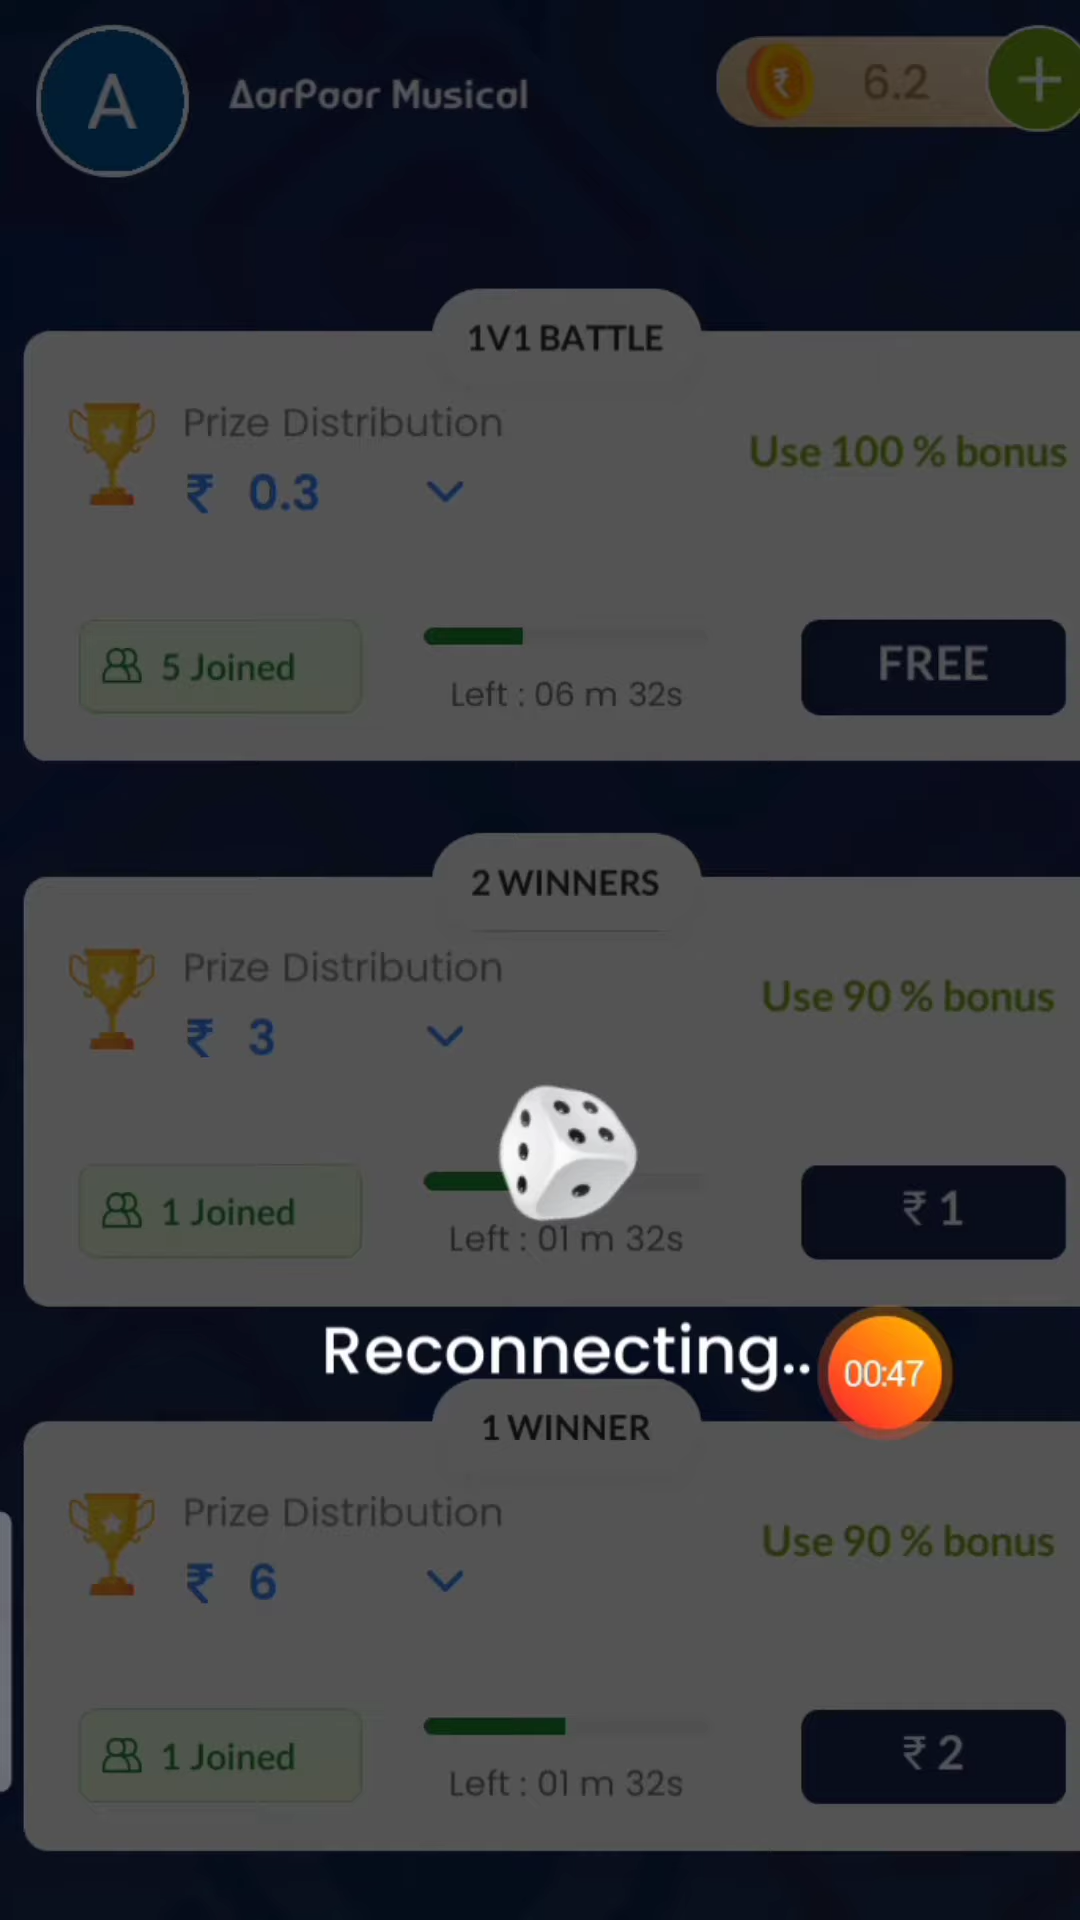 A
AarPaar Musical
₹
6.2
+
1V1 BATTLE
Prize Distribution
₹ 0.3
Use 100 % bonus
5 Joined
Left : 06 m 32s
FREE
2 WINNERS
Prize Distribution
₹ 3
Use 90 % bonus
1 Joined
Left : 01 m 32s
₹ 1
Reconnecting..
00:47
1 WINNER
Prize Distribution
₹ 6
Use 90 % bonus
1 Joined
Left : 01 m 32s
₹ 2